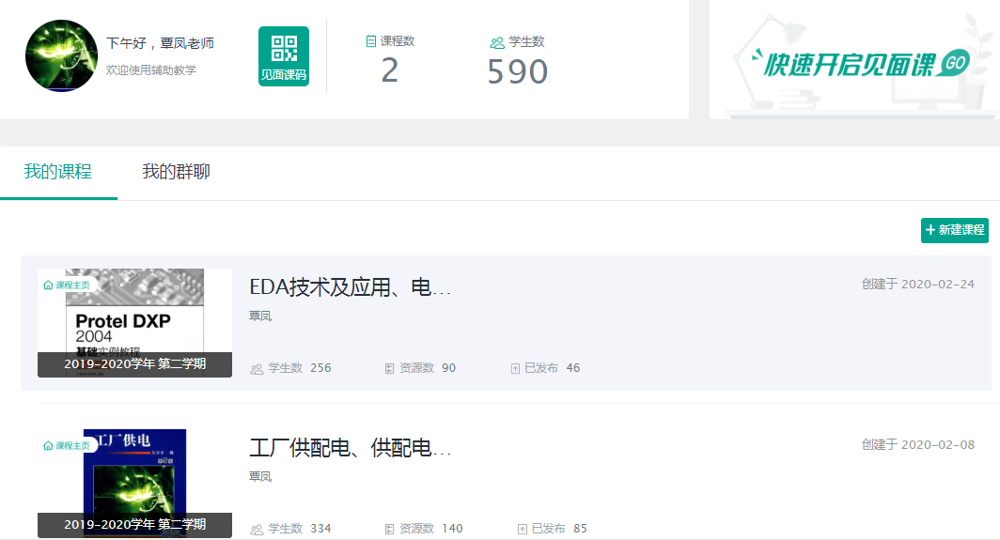 下午好，覃凤老师
欢迎使用辅助教学
见面课码
课程数
2
学生数
590
快速开启见面课 GO
我的课程 我的群聊
+ 新建课程
课程主页
Protel DXP
2004
基础实例教程
2019-2020学年 第二学期
EDA技术及应用、电...
创建于 2020-02-24
覃凤
学生数 256 资源数 90 已发布 46
课程主页
工厂供电
2019-2020学年 第二学期
工厂供配电、供配电...
创建于 2020-02-08
覃凤
学生数 334 资源数 140 已发布 85